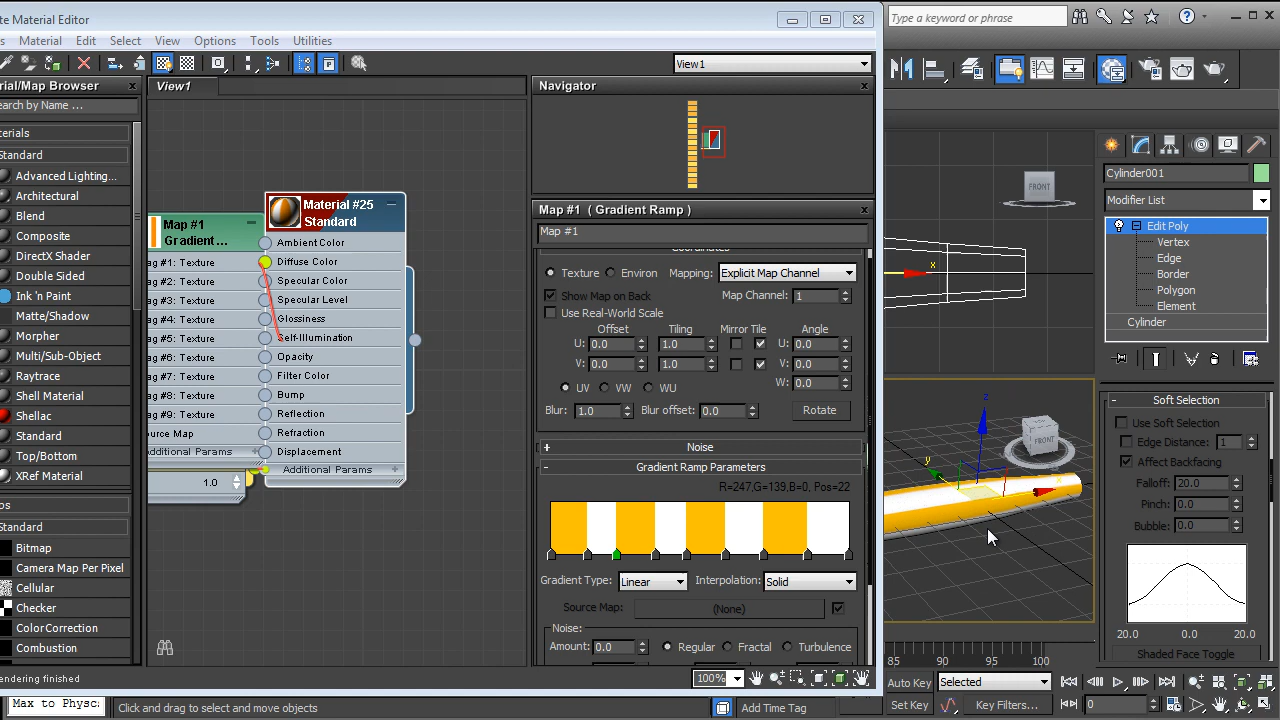 te Material Editor
s Material Edit Select View Options Tools Utilities
View1
rial/Map Browser
earch by Name ...
terials
Standard
Advanced Lighting...
Architectural
Blend
Composite
DirectX Shader
Double Sided
Ink 'n Paint
Matte/Shadow
Morpher
Multi/Sub-Object
Raytrace
Shell Material
Shellac
Standard
Top/Bottom
XRef Material
os
Standard
Bitmap
Camera Map Per Pixel
Cellular
Checker
ColorCorrection
Combustion
endering finished
View1
Map #1
Gradient ...
ag #1: Texture
ag #2: Texture
ag #3: Texture
ag #4: Texture
ag #5: Texture
ag #6: Texture
ag #7: Texture
ag #8: Texture
ag #9: Texture
ource Map
dditional Params +
1.0
Material #25
Standard
Ambient Color
Diffuse Color
Specular Color
Specular Level
Glossiness
Self-Illumination
Opacity
Filter Color
Bump
Reflection
Refraction
Displacement
Additional Params +
Navigator
Map #1 ( Gradient Ramp )
Map #1
Coordinates
Texture Environ Mapping: Explicit Map Channel
Show Map on Back Map Channel: 1
Use Real-World Scale
Offset Tiling Mirror Tile Angle
U: 0.0 1.0 U: 0.0
V: 0.0 1.0 V: 0.0
W: 0.0
UV VW WU
Blur: 1.0 Blur offset: 0.0 Rotate
+ Noise
- Gradient Ramp Parameters
R=247,G=139,B=0, Pos=22
Gradient Type: Linear Interpolation: Solid
Source Map: (None)
Noise:
Amount: 0.0 Regular Fractal Turbulence
100%
Type a keyword or phrase
FRONT
x
z
y
x
FRONT
Cylinder001
Modifier List
Edit Poly
Vertex
Edge
Border
Polygon
Element
Cylinder
- Soft Selection
Use Soft Selection
Edge Distance: 1
Affect Backfacing
Falloff: 20.0
Pinch: 0.0
Bubble: 0.0
20.0 0.0 20.0
Shaded Face Toggle
85 90 95 100
Auto Key Selected
Set Key Key Filters... 0
Max to Physc
Click and drag to select and move objects
Add Time Tag